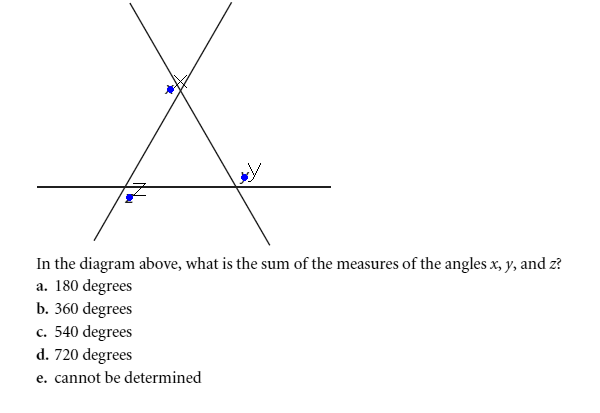 x
y
z
In the diagram above, what is the sum of the measures of the angles x, y, and z?
a. 180 degrees
b. 360 degrees
c. 540 degrees
d. 720 degrees
e. cannot be determined